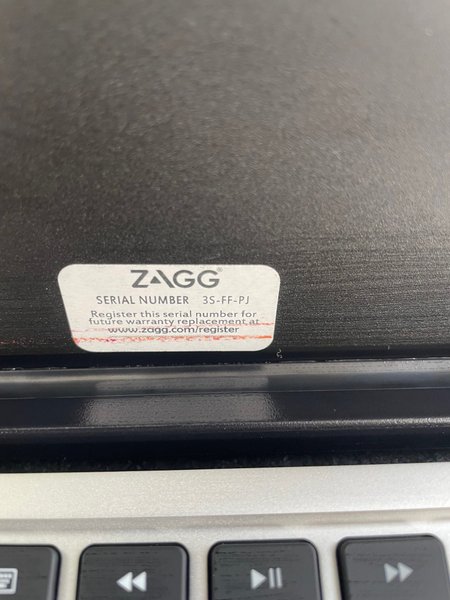 ZAGG®
SERIAL NUMBER 3S-FF-PJ
Register this serial number for
future warranty replacement at
www.zagg.com/register